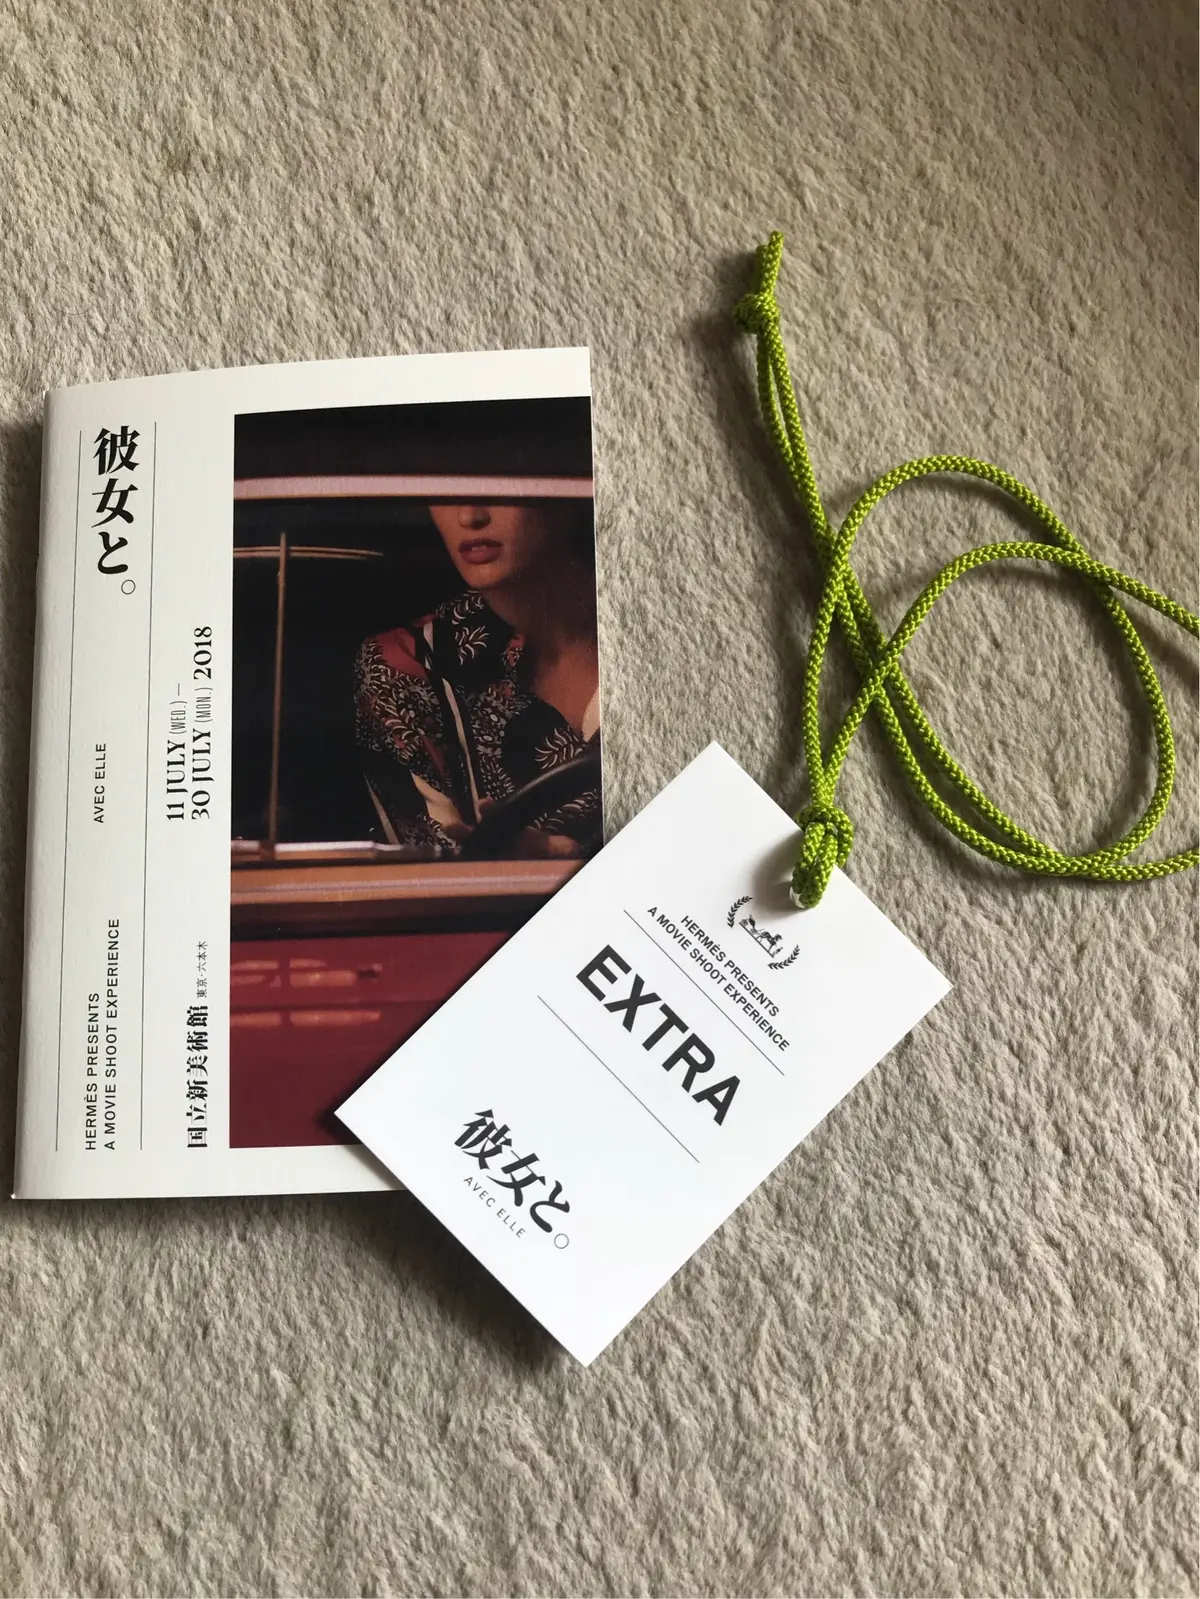 彼女と。
AVEC ELLE
HERMÈS PRESENTS
A MOVIE SHOOT EXPERIENCE
11 JULY (WED.) —
30 JULY (MON.) 2018
国立新美術館 東京・六本木
HERMÈS PRESENTS
A MOVIE SHOOT EXPERIENCE
EXTRA
彼女と。
AVEC ELLE